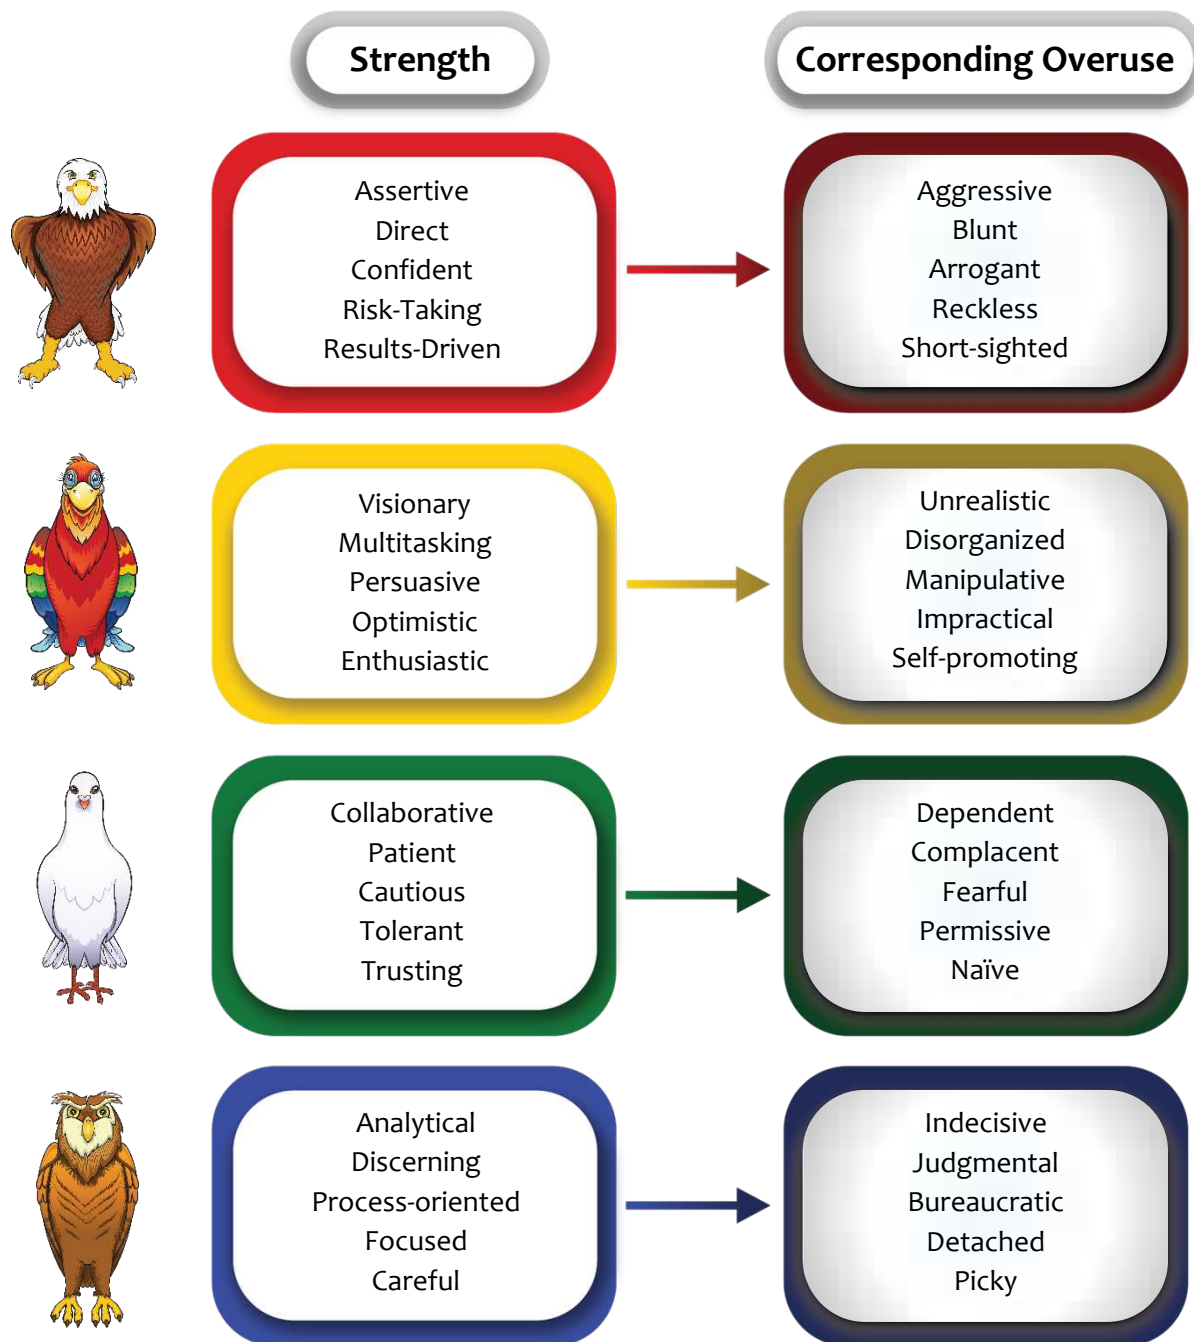 Strength
Corresponding Overuse
Assertive
Direct
Confident
Risk-Taking
Results-Driven
Aggressive
Blunt
Arrogant
Reckless
Short-sighted
Visionary
Multitasking
Persuasive
Optimistic
Enthusiastic
Unrealistic
Disorganized
Manipulative
Impractical
Self-promoting
Collaborative
Patient
Cautious
Tolerant
Trusting
Dependent
Complacent
Fearful
Permissive
Naïve
Analytical
Discerning
Process-oriented
Focused
Careful
Indecisive
Judgmental
Bureaucratic
Detached
Picky